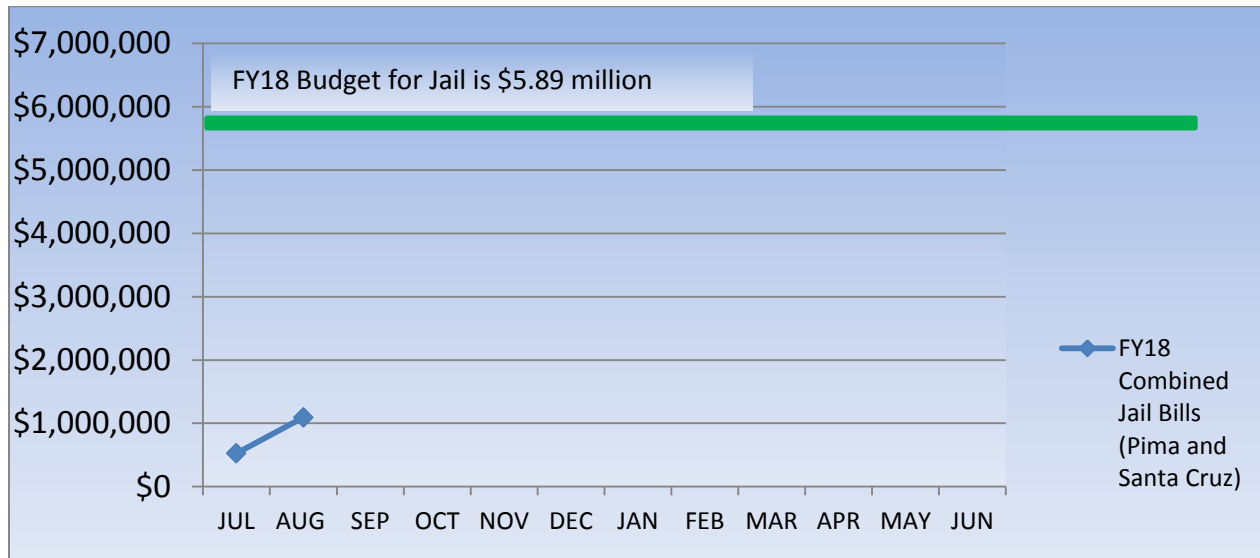 $7,000,000
FY18 Budget for Jail is $5.89 million
$6,000,000
$5,000,000
$4,000,000
$3,000,000
$2,000,000
$1,000,000
$0
JUL AUG SEP OCT NOV DEC JAN FEB MAR APR MAY JUN
FY18
Combined
Jail Bills
(Pima and
Santa Cruz)